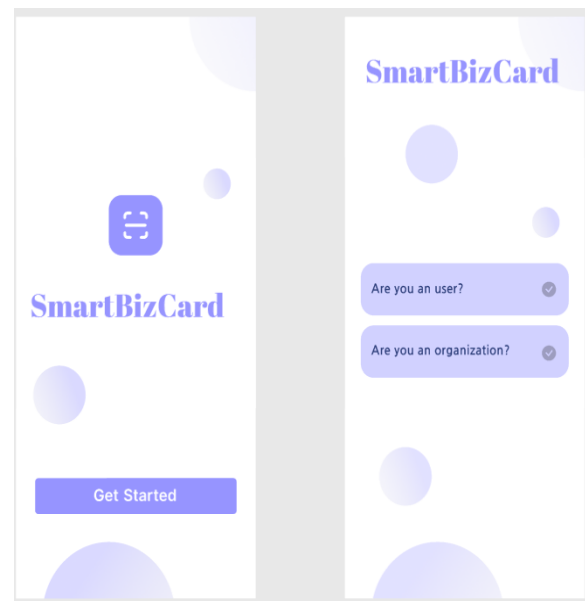 SmartBizCard
Get Started
SmartBizCard
Are you an user?
Are you an organization?